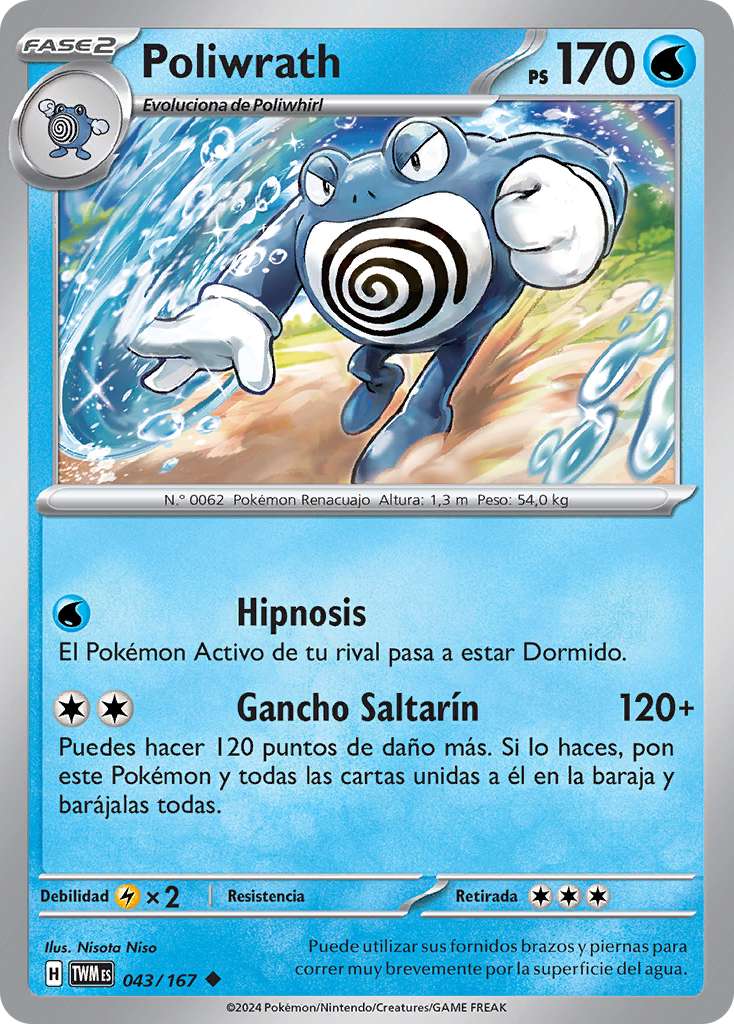 FASE 2
Poliwrath
PS 170
Evoluciona de Poliwhirl
N.º 0062 Pokémon Renacuajo Altura: 1,3 m Peso: 54,0 kg
Hipnosis
El Pokémon Activo de tu rival pasa a estar Dormido.
Gancho Saltarín 120+
Puedes hacer 120 puntos de daño más. Si lo haces, pon
este Pokémon y todas las cartas unidas a él en la baraja y
barájalas todas.
Debilidad ×2 Resistencia Retirada
Ilus. Nisota Niso
Puede utilizar sus fornidos brazos y piernas para
correr muy brevemente por la superficie del agua.
H TWM ES 043/167
©2024 Pokémon/Nintendo/Creatures/GAME FREAK